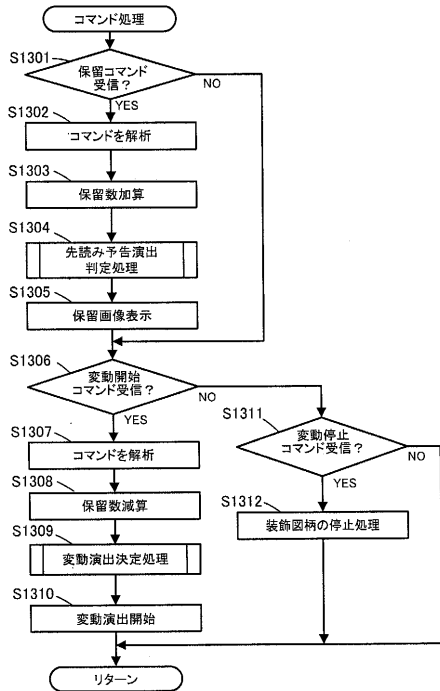 コマンド処理
S1301
保留コマンド
受信?
NO
YES
S1302
コマンドを解析
S1303
保留数加算
S1304
先読み予告演出
判定処理
S1305
保留画像表示
S1306
変動開始
コマンド受信?
NO
YES
S1307
コマンドを解析
S1308
保留数減算
S1309
変動演出決定処理
S1310
変動演出開始
S1311
変動停止
コマンド受信?
NO
YES
S1312
装飾図柄の停止処理
リターン